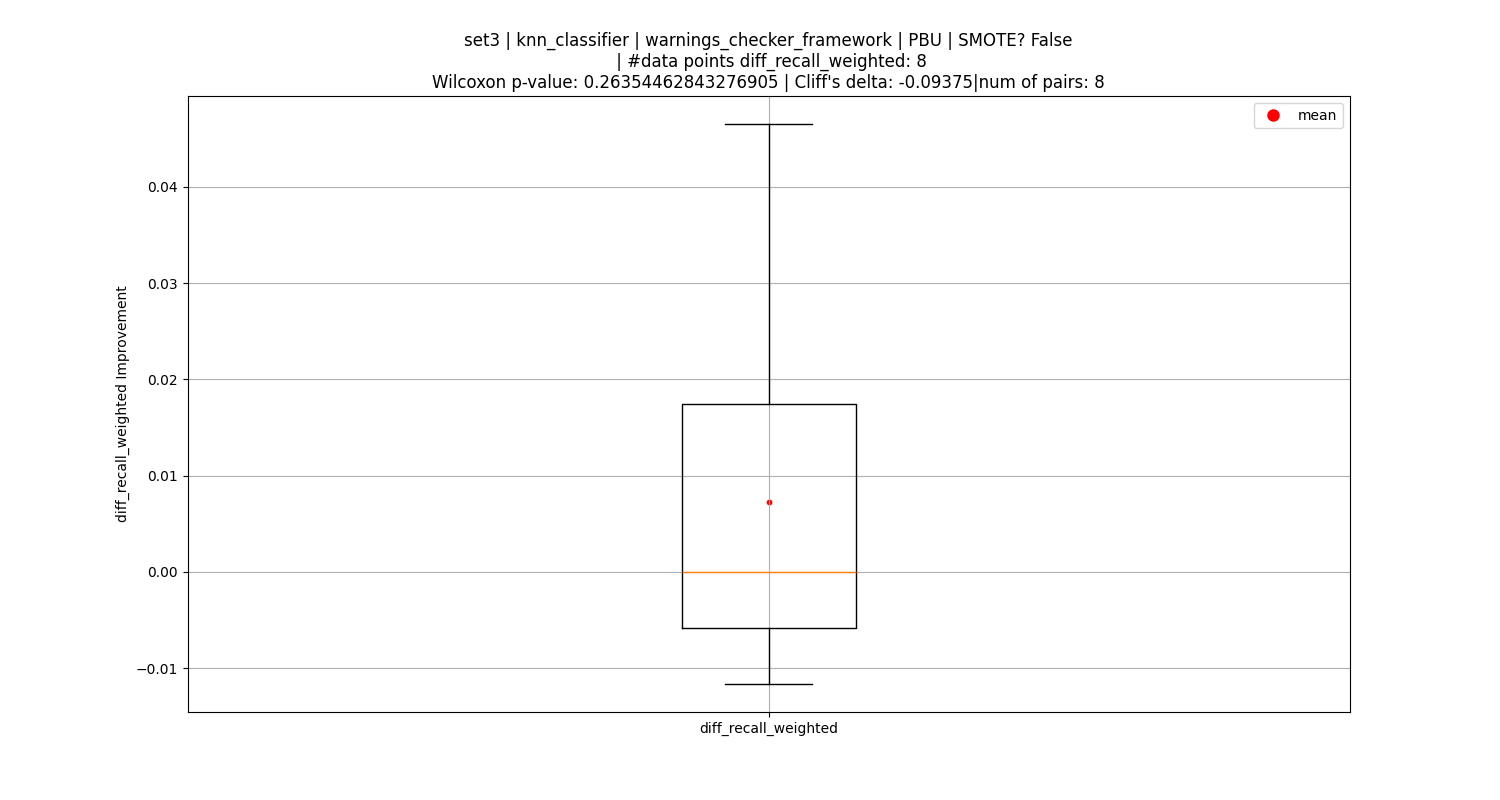 set3 | knn_classifier | warnings_checker_framework | PBU | SMOTE? False
| #data points diff_recall_weighted: 8
Wilcoxon p-value: 0.26354462843276905 | Cliff's delta: -0.09375|num of pairs: 8
mean
0.04
0.03
0.02
0.01
0.00
−0.01
diff_recall_weighted Improvement
diff_recall_weighted